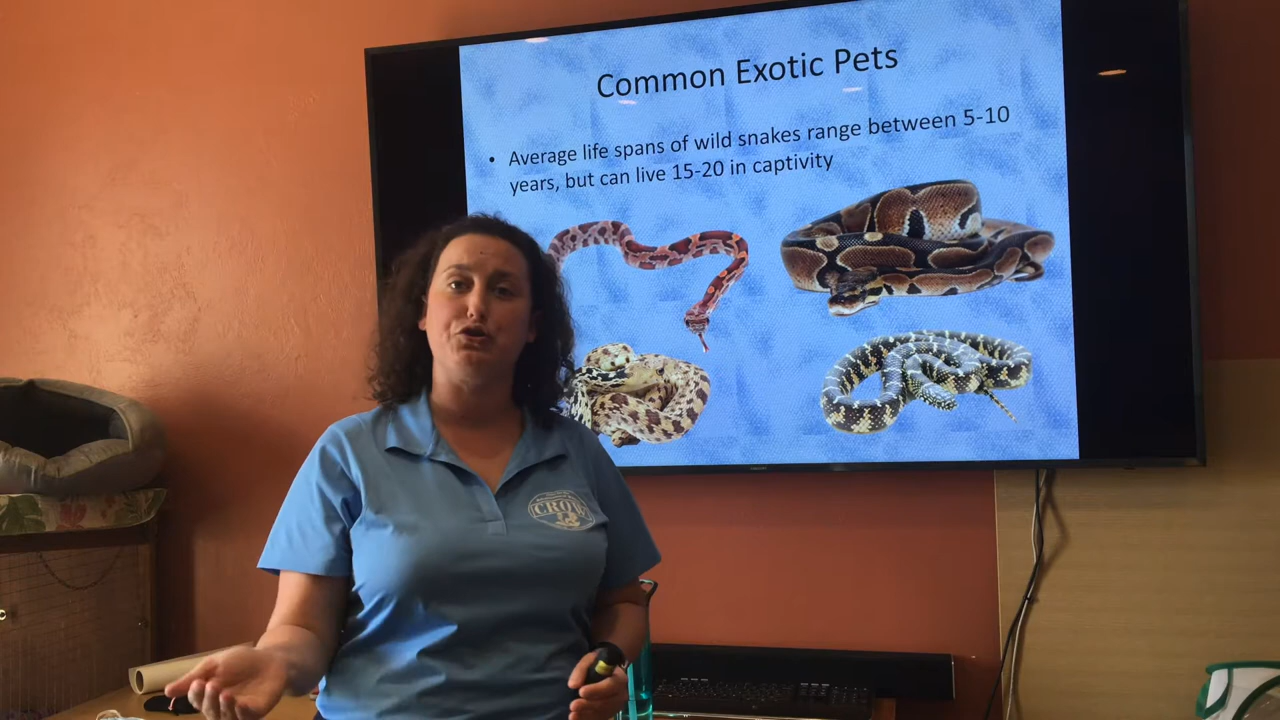 Common Exotic Pets
• Average life spans of wild snakes range between 5-10
years, but can live 15-20 in captivity
CROW